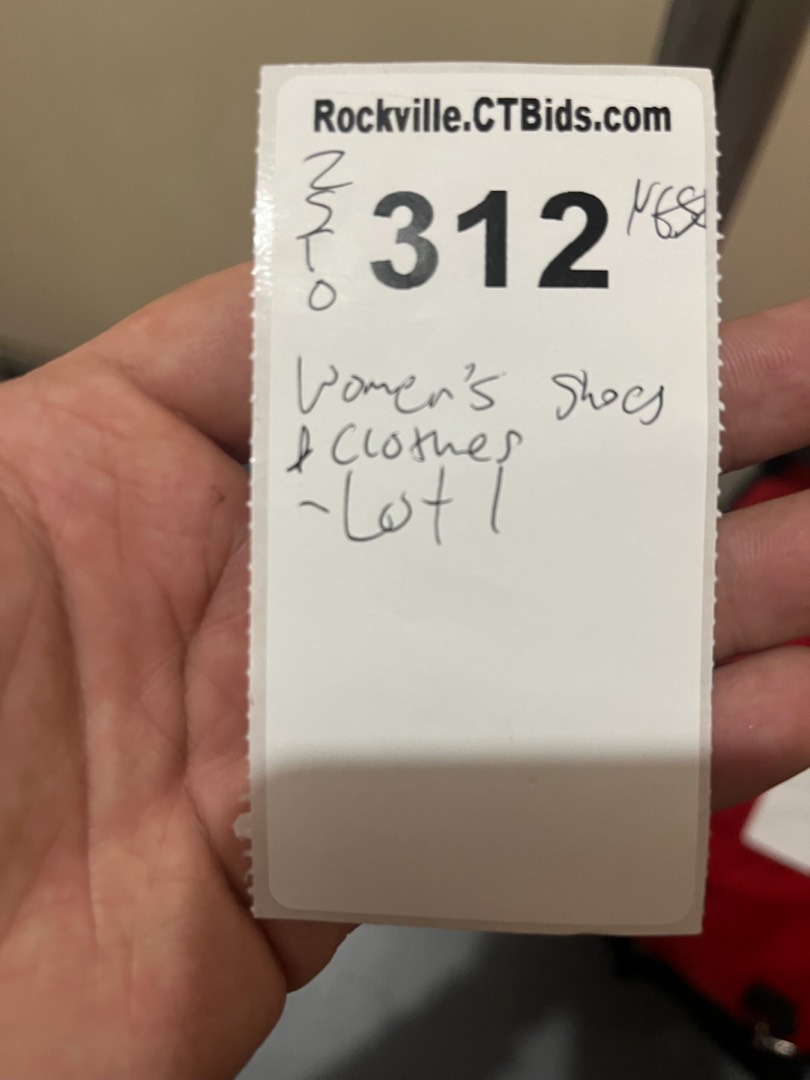 Rockville.CTBids.com
312
Women's Shoes
& Clothes
- Lot 1